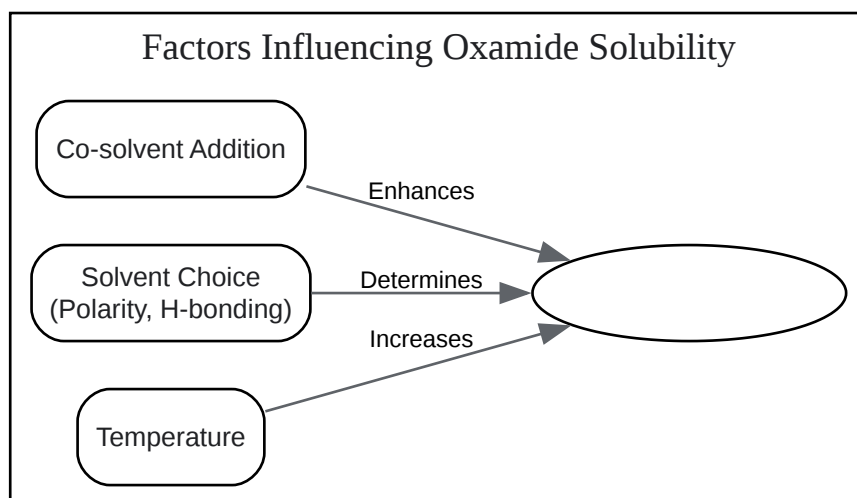 Factors Influencing Oxamide Solubility
Co-solvent Addition
Enhances
Solvent Choice
(Polarity, H-bonding)
Determines
Increases
Temperature